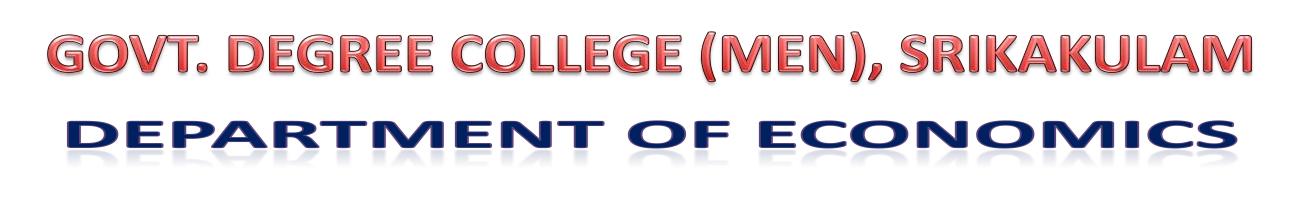 GOVT. DEGREE COLLEGE (MEN), SRIKAKULAM
DEPARTMENT OF ECONOMICS